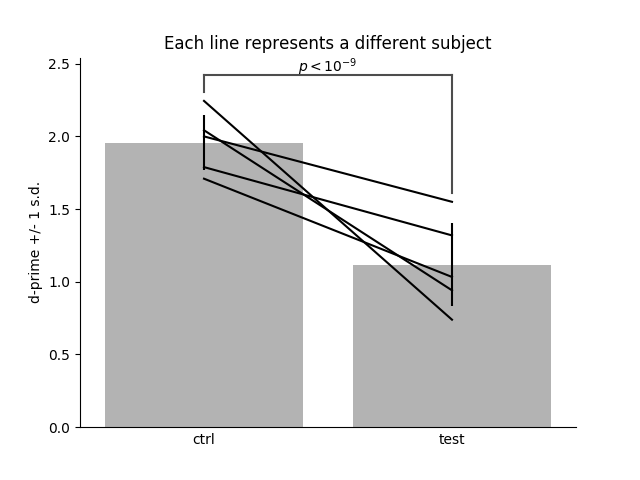 Each line represents a different subject
p < 10⁻⁹
2.5
2.0
1.5
1.0
0.5
0.0
d-prime +/- 1 s.d.
ctrl
test